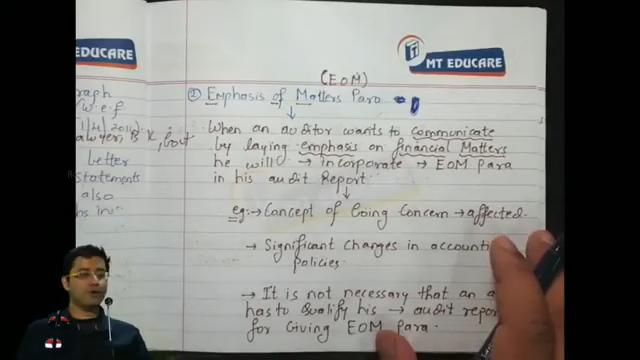 EDUCARE
MT EDUCARE
(EOM)
② Emphasis of Matters Para
When an auditor wants to communicate
by laying emphasis on financial Matters
he will → incorporate → EOM Para
in his audit Report
eg:→ Concept of Going Concern → affected.
→ Significant changes in accounti
policies.
→ It is not necessary that an a
has to Qualify his → audit repor
for Giving EOM Para.
raph
w.e.f
better
statements
also